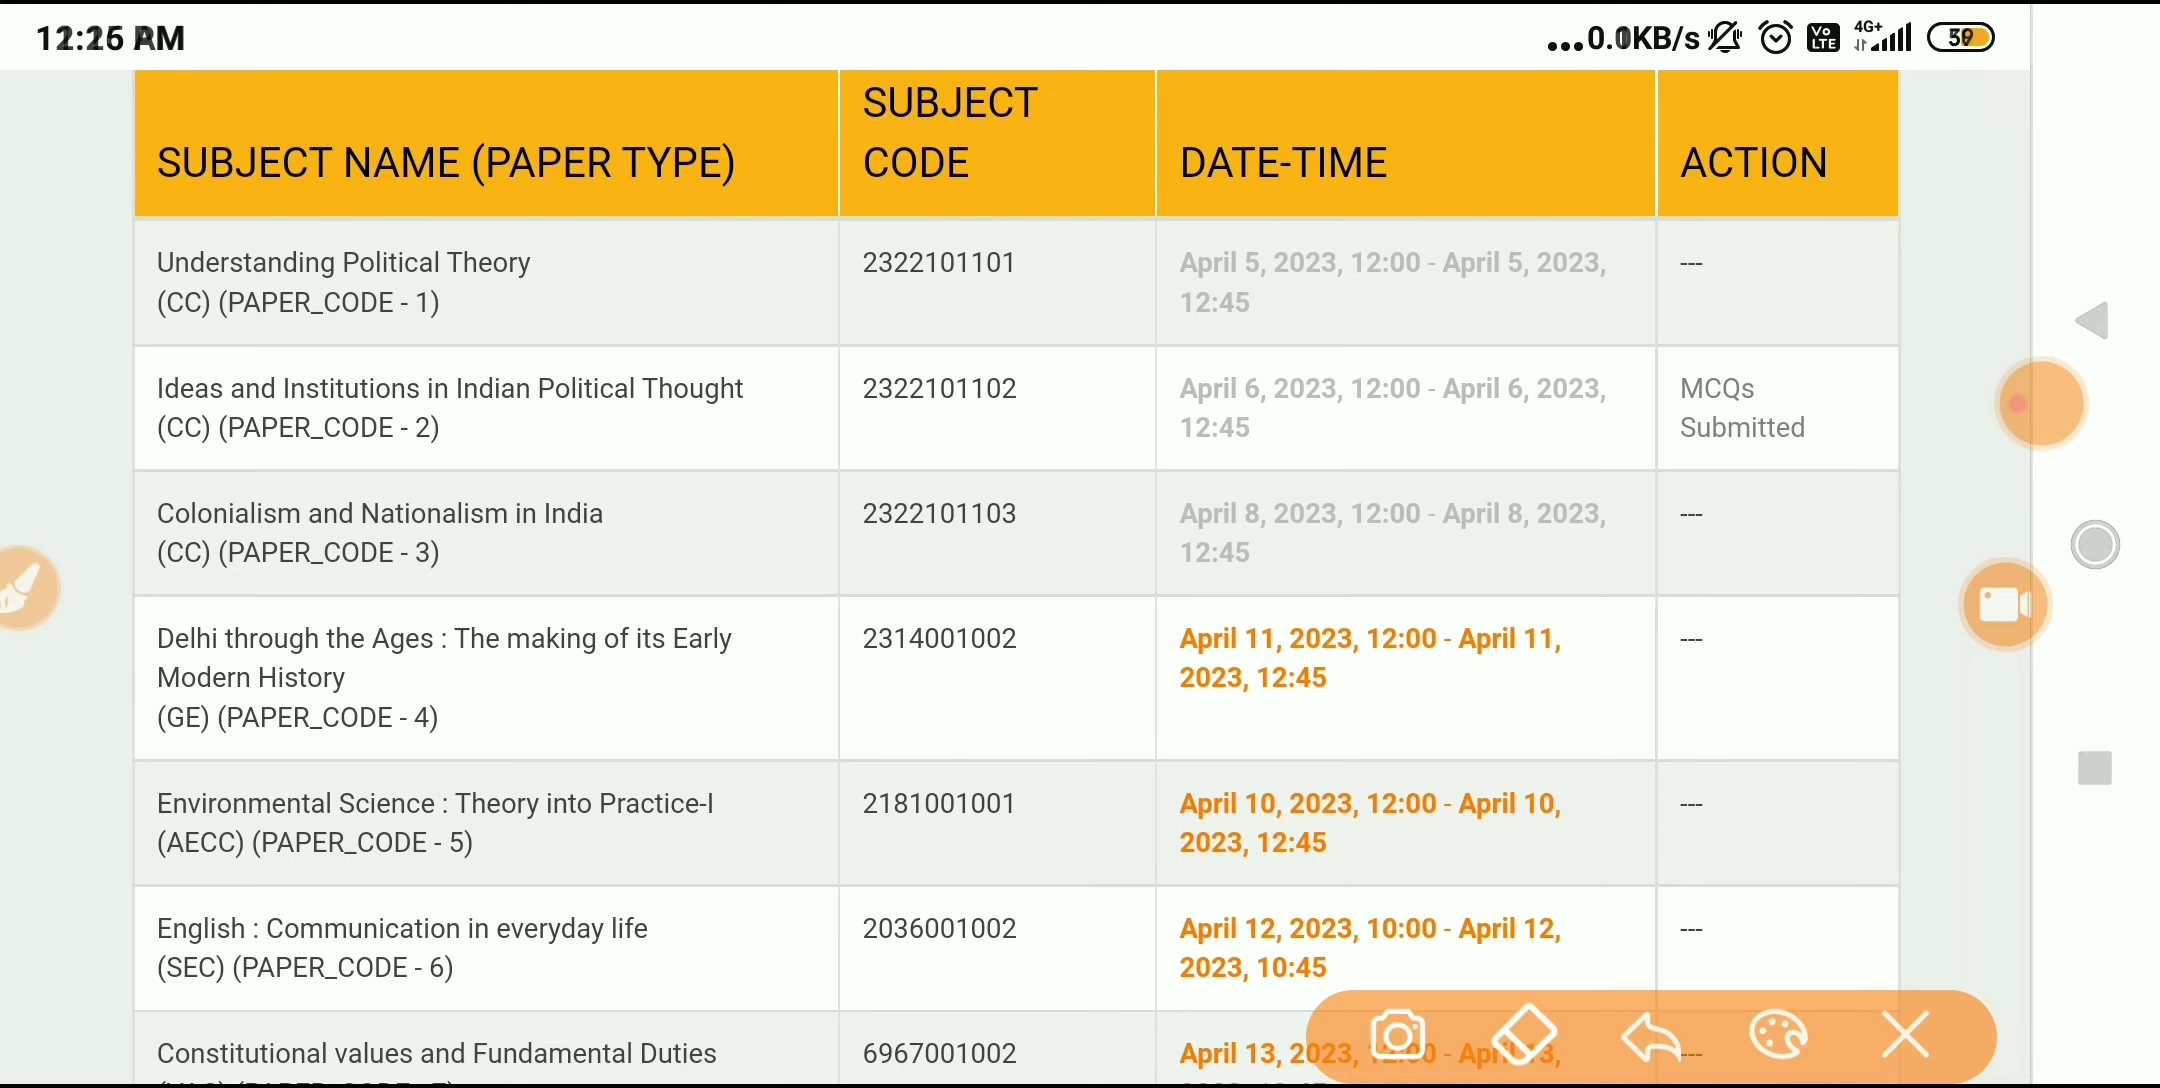 SUBJECT NAME (PAPER TYPE)
SUBJECT
CODE
DATE-TIME
ACTION
Understanding Political Theory
(CC) (PAPER_CODE - 1)
2322101101
April 5, 2023, 12:00 - April 5, 2023,
12:45
---
Ideas and Institutions in Indian Political Thought
(CC) (PAPER_CODE - 2)
2322101102
April 6, 2023, 12:00 - April 6, 2023,
12:45
MCQs
Submitted
Colonialism and Nationalism in India
(CC) (PAPER_CODE - 3)
2322101103
April 8, 2023, 12:00 - April 8, 2023,
12:45
---
Delhi through the Ages : The making of its Early
Modern History
(GE) (PAPER_CODE - 4)
2314001002
April 11, 2023, 12:00 - April 11,
2023, 12:45
---
Environmental Science : Theory into Practice-I
(AECC) (PAPER_CODE - 5)
2181001001
April 10, 2023, 12:00 - April 10,
2023, 12:45
---
English : Communication in everyday life
(SEC) (PAPER_CODE - 6)
2036001002
April 12, 2023, 10:00 - April 12,
2023, 10:45
---
Constitutional values and Fundamental Duties
6967001002
April 13, 2023,
---